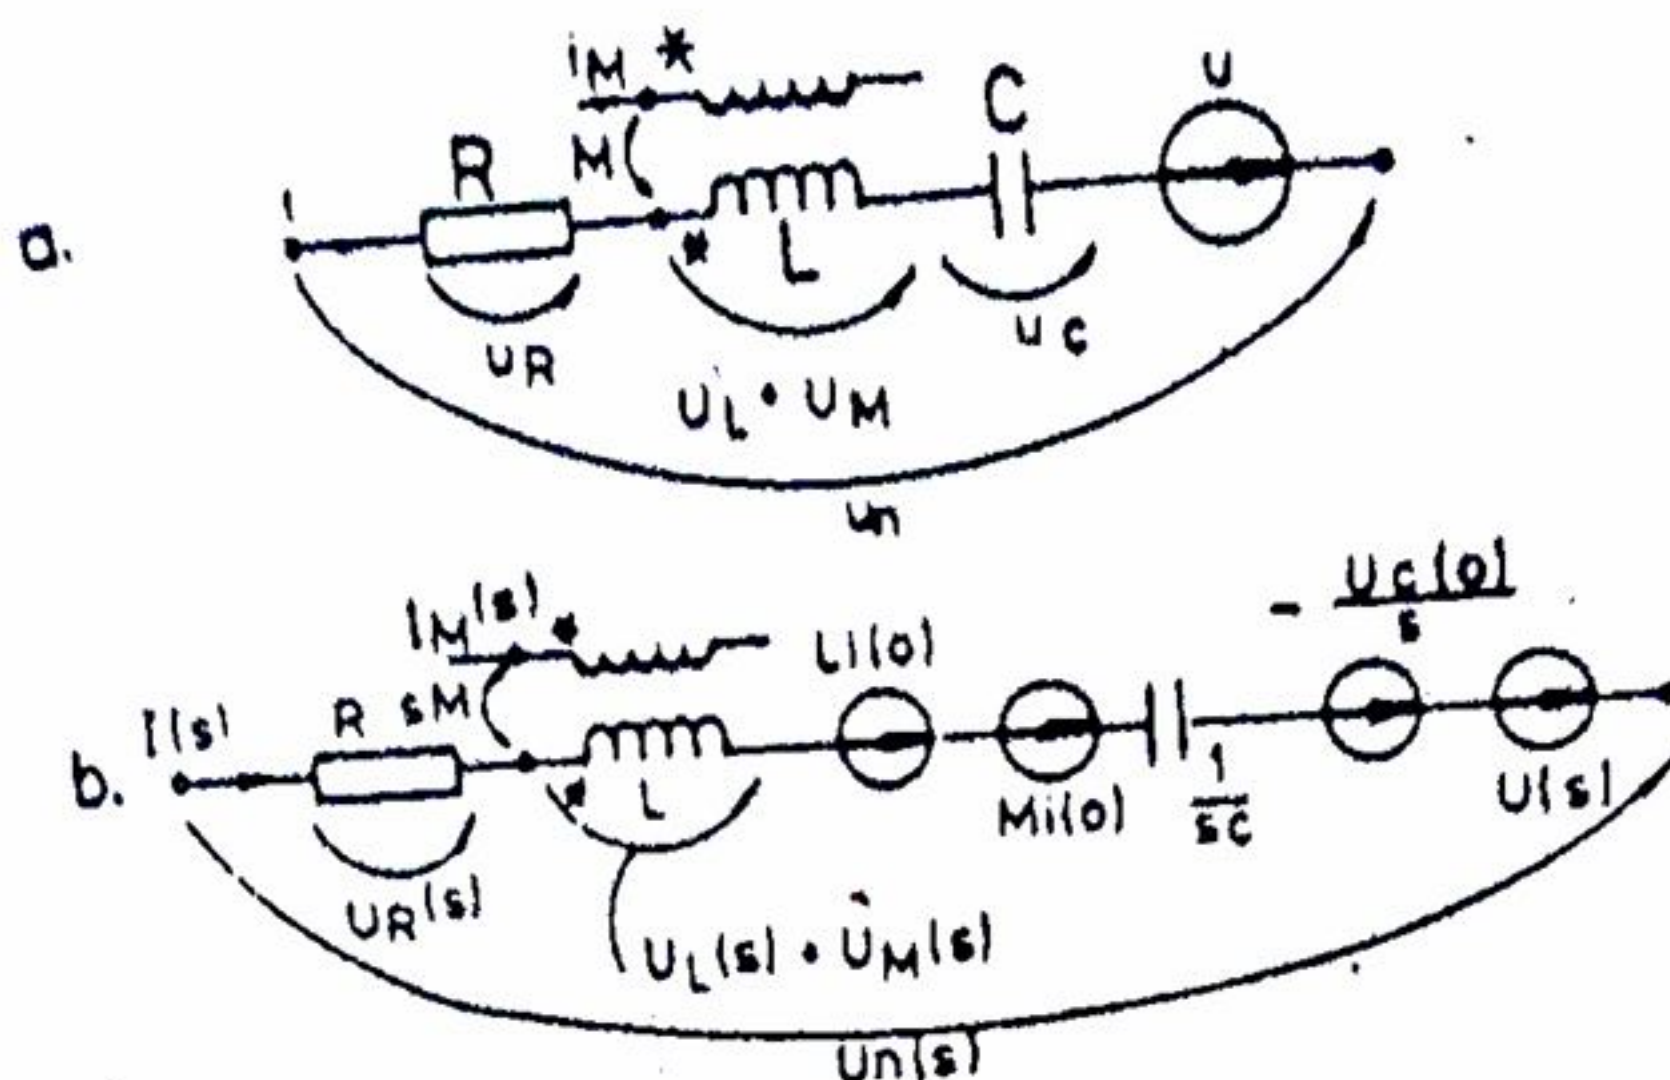 iM *
C
U
R
M
a.
i
*
L
uR
uc
UL • UM
un
- Uc(0)/s
IM(s) *
Li(0)
R sM
I(s)
b.
*
L
Mi(0)
1/sC
U(s)
UR(s)
UL(s) • UM(s)
Un(s)